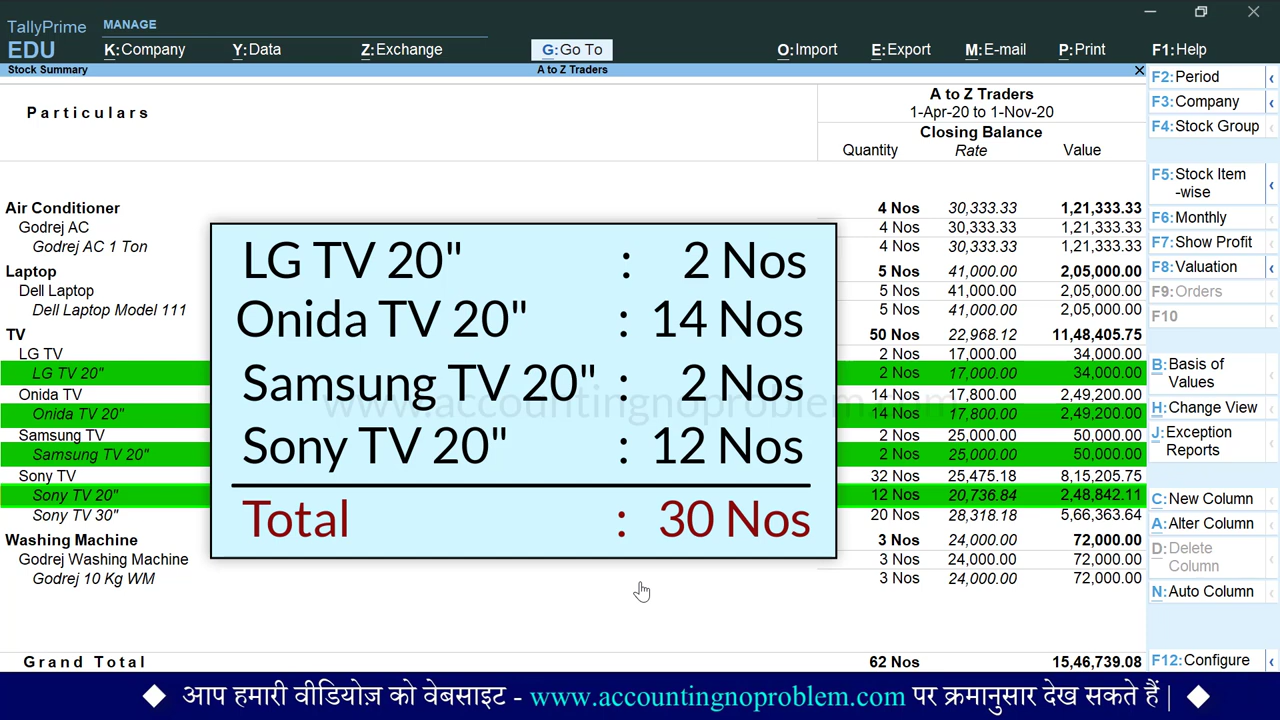 TallyPrime MANAGE
EDU K:Company Y:Data Z:Exchange G:Go To O:Import E:Export M:E-mail P:Print F1:Help
Stock Summary A to Z Traders
Particulars
A to Z Traders
1-Apr-20 to 1-Nov-20
Closing Balance
Quantity Rate Value
Air Conditioner 4 Nos 30,333.33 1,21,333.33
Godrej AC 4 Nos 30,333.33 1,21,333.33
Godrej AC 1 Ton 4 Nos 30,333.33 1,21,333.33
Laptop 5 Nos 41,000.00 2,05,000.00
Dell Laptop 5 Nos 41,000.00 2,05,000.00
Dell Laptop Model 111 5 Nos 41,000.00 2,05,000.00
TV 50 Nos 22,968.12 11,48,405.75
LG TV 2 Nos 17,000.00 34,000.00
LG TV 20" 2 Nos 17,000.00 34,000.00
Onida TV 14 Nos 17,800.00 2,49,200.00
Onida TV 20" 14 Nos 17,800.00 2,49,200.00
Samsung TV 2 Nos 25,000.00 50,000.00
Samsung TV 20" 2 Nos 25,000.00 50,000.00
Sony TV 32 Nos 25,475.18 8,15,205.75
Sony TV 20" 12 Nos 20,736.84 2,48,842.11
Sony TV 30" 20 Nos 28,318.18 5,66,363.64
Washing Machine 3 Nos 24,000.00 72,000.00
Godrej Washing Machine 3 Nos 24,000.00 72,000.00
Godrej 10 Kg WM 3 Nos 24,000.00 72,000.00
Grand Total 62 Nos 15,46,739.08
LG TV 20" : 2 Nos
Onida TV 20" : 14 Nos
Samsung TV 20" : 2 Nos
Sony TV 20" : 12 Nos
Total : 30 Nos
www.accountingnoproblem.com
F2:Period
F3:Company
F4:Stock Group
F5:Stock Item
-wise
F6:Monthly
F7:Show Profit
F8:Valuation
F9:Orders
F10
B:Basis of
Values
H:Change View
J:Exception
Reports
C:New Column
A:Alter Column
D:Delete
Column
N:Auto Column
F12:Configure
आप हमारी वीडियोज़ को वेबसाइट - www.accountingnoproblem.com पर क्रमानुसार देख सकते हैं |